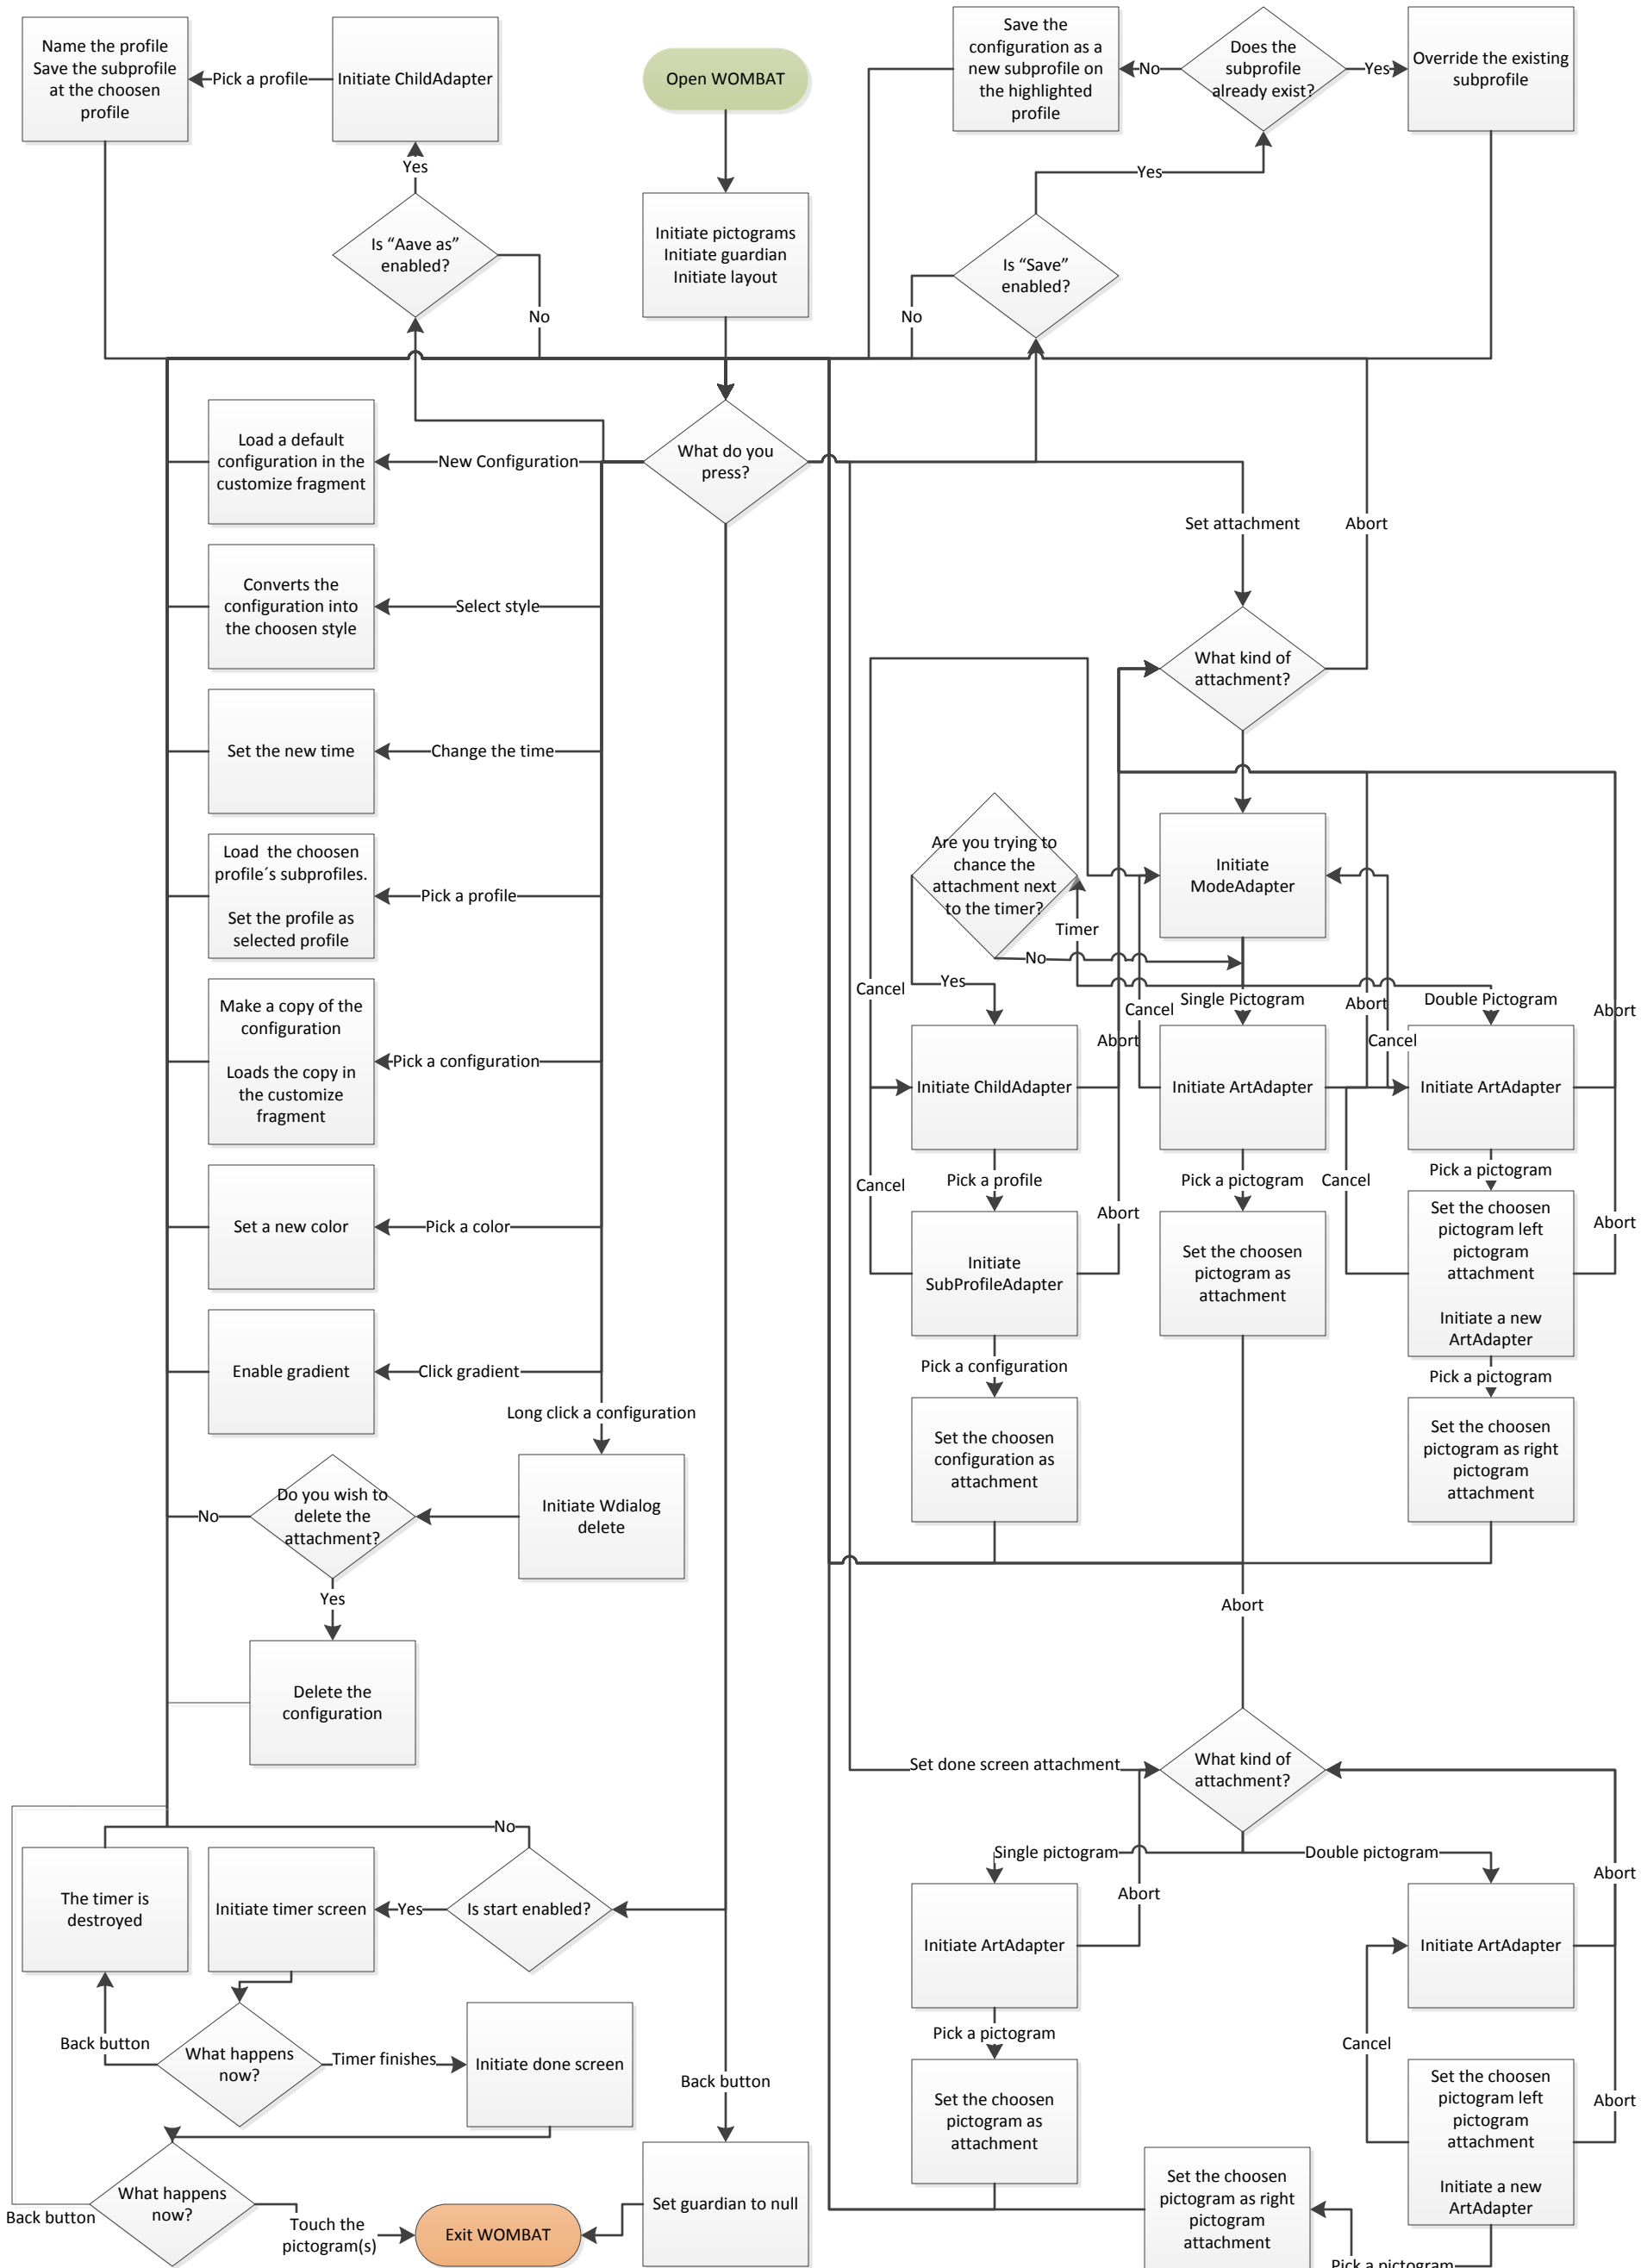 Name the profile
Save the subprofile
at the choosen
profile
Pick a profile
Initiate ChildAdapter
Open WOMBAT
Save the
configuration as a
new subprofile on
the highlighted
profile
No
Does the
subprofile
already exist?
Yes
Override the existing
subprofile
Yes
Is “Aave as”
enabled?
No
Initiate pictograms
Initiate guardian
Initiate layout
Yes
Is “Save”
enabled?
No
Load a default
configuration in the
customize fragment
New Configuration
What do you
press?
Set attachment
Abort
Converts the
configuration into
the choosen style
Select style
What kind of
attachment?
Set the new time
Change the time
Load  the choosen
profile´s subprofiles.
Set the profile as
selected profile
Pick a profile
Are you trying to
chance the
attachment next
to the timer?
Timer
No
Yes
Cancel
Initiate
ModeAdapter
Make a copy of the
configuration
Loads the copy in
the customize
fragment
Pick a configuration
Cancel
Single Pictogram
Abort
Double Pictogram
Abort
Abort
Cancel
Initiate ChildAdapter
Initiate ArtAdapter
Initiate ArtAdapter
Set a new color
Pick a color
Cancel
Pick a profile
Abort
Pick a pictogram
Cancel
Pick a pictogram
Abort
Initiate
SubProfileAdapter
Set the choosen
pictogram as
attachment
Set the choosen
pictogram left
pictogram
attachment
Initiate a new
ArtAdapter
Enable gradient
Click gradient
Pick a configuration
Pick a pictogram
Long click a configuration
Set the choosen
configuration as
attachment
Set the choosen
pictogram as right
pictogram
attachment
No
Do you wish to
delete the
attachment?
Initiate Wdialog
delete
Yes
Abort
Delete the
configuration
Set done screen attachment
What kind of
attachment?
No
Single pictogram
Double pictogram
The timer is
destroyed
Initiate timer screen
Yes
Is start enabled?
Abort
Abort
Initiate ArtAdapter
Initiate ArtAdapter
Back button
What happens
now?
Timer finishes
Initiate done screen
Back button
Pick a pictogram
Cancel
Set the choosen
pictogram as
attachment
Set the choosen
pictogram left
pictogram
attachment
Initiate a new
ArtAdapter
Abort
Back button
What happens
now?
Touch the
pictogram(s)
Exit WOMBAT
Set guardian to null
Set the choosen
pictogram as right
pictogram
attachment
Pick a pictogram